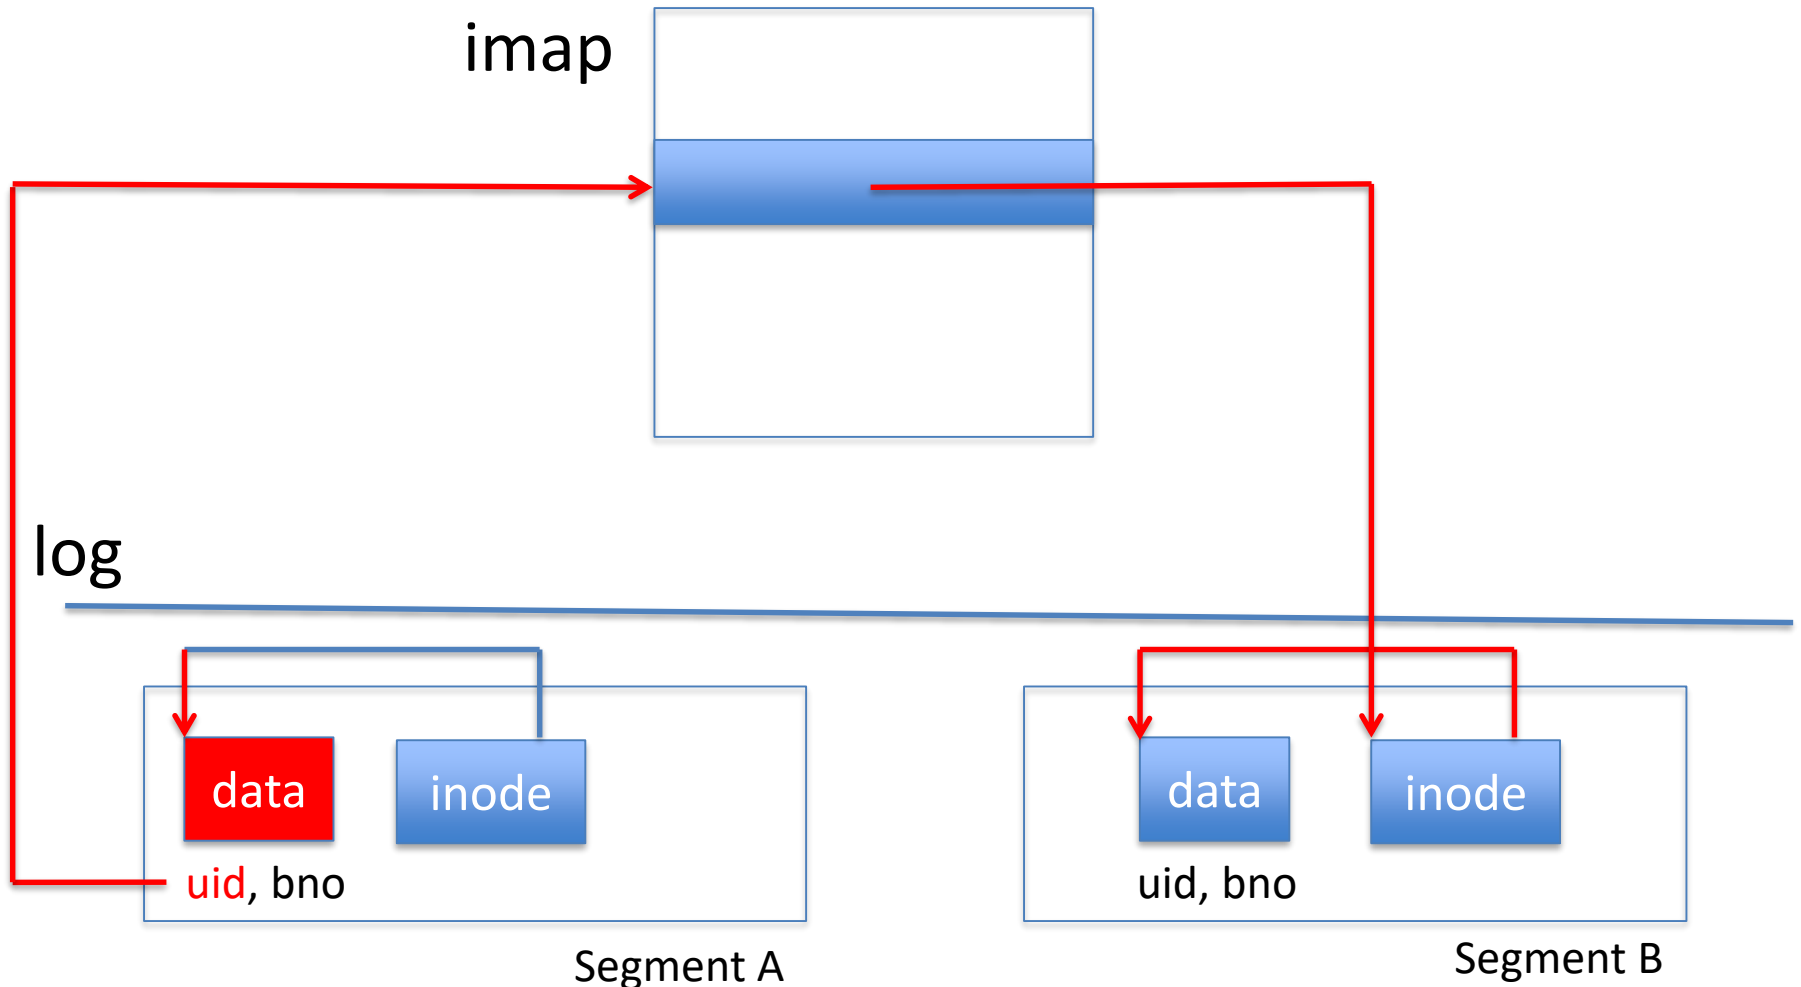 imap
log
data
inode
uid, bno
Segment A
data
inode
uid, bno
Segment B